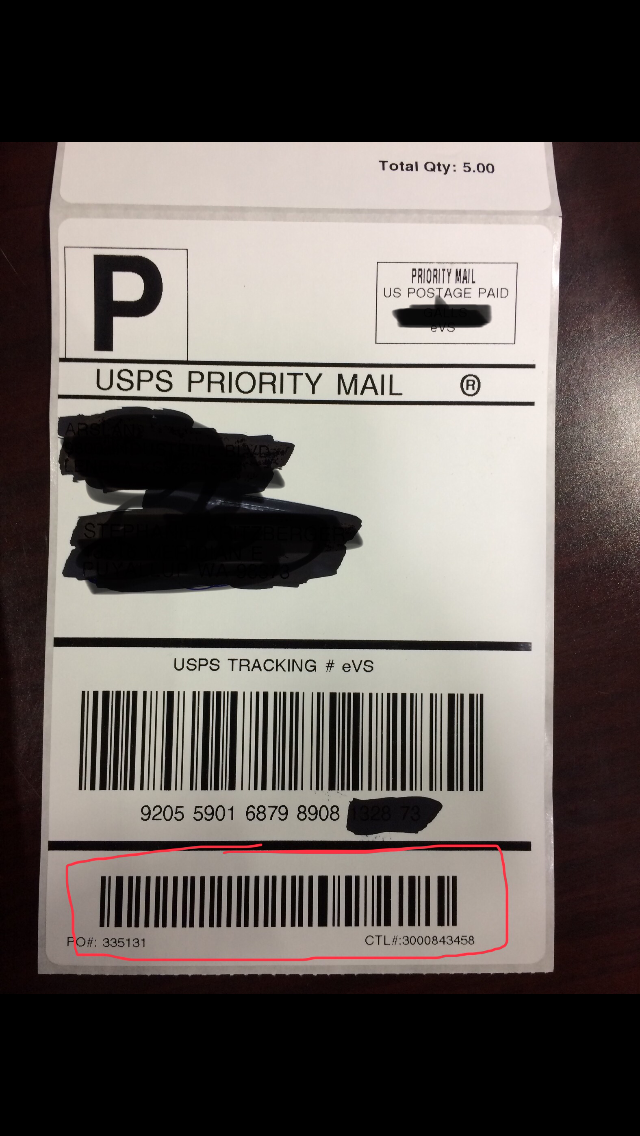 Total Qty: 5.00
P
PRIORITY MAIL
US POSTAGE PAID
eVS
USPS PRIORITY MAIL ®
USPS TRACKING # eVS
9205 5901 6879 8908
PO#: 335131 CTL#:3000843458